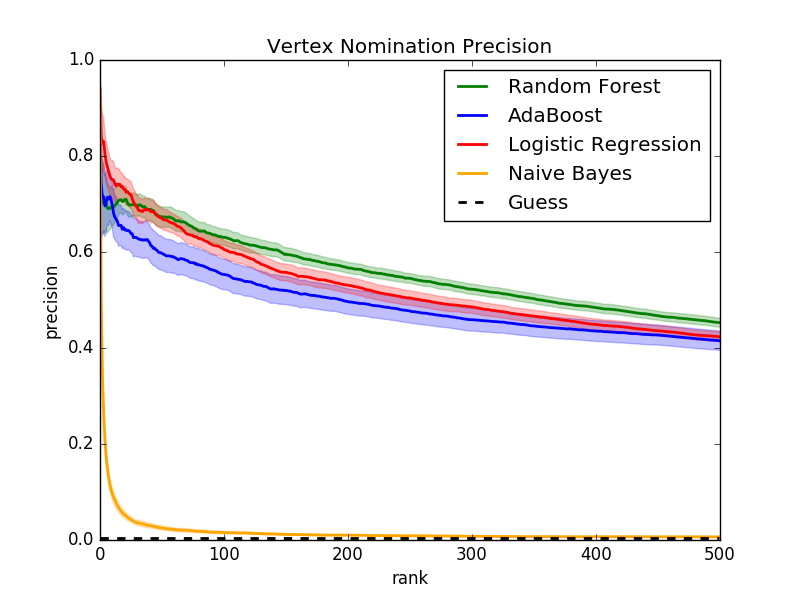 Vertex Nomination Precision
1.0
0.8
0.6
0.4
0.2
0.0
precision
Random Forest
AdaBoost
Logistic Regression
Naive Bayes
Guess
0 100 200 300 400 500
rank